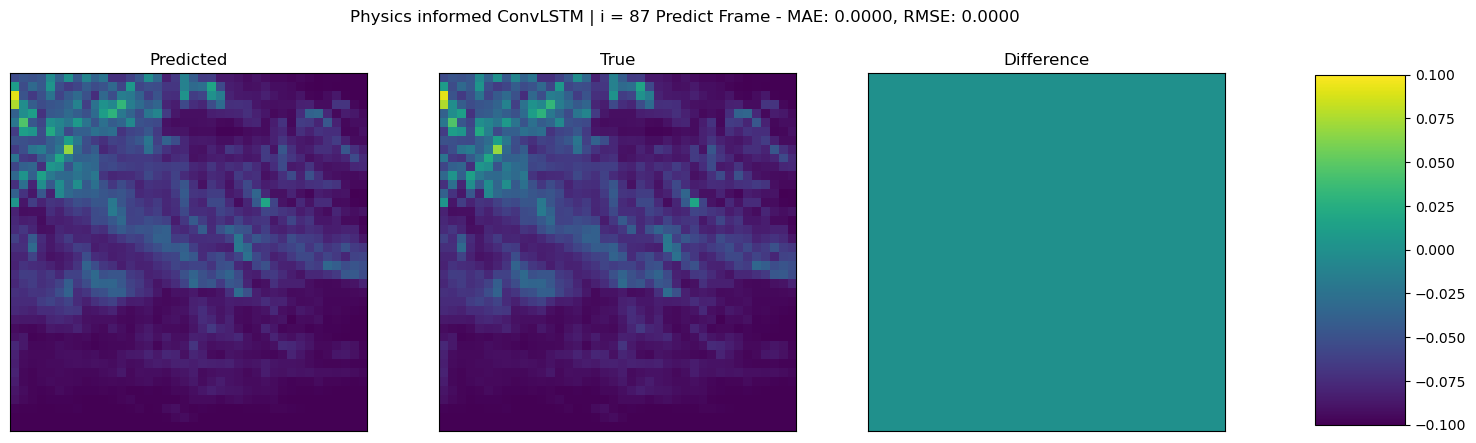 Physics informed ConvLSTM | i = 87 Predict Frame - MAE: 0.0000, RMSE: 0.0000
Predicted
True
Difference
0.100
0.075
0.050
0.025
0.000
−0.025
−0.050
−0.075
−0.100